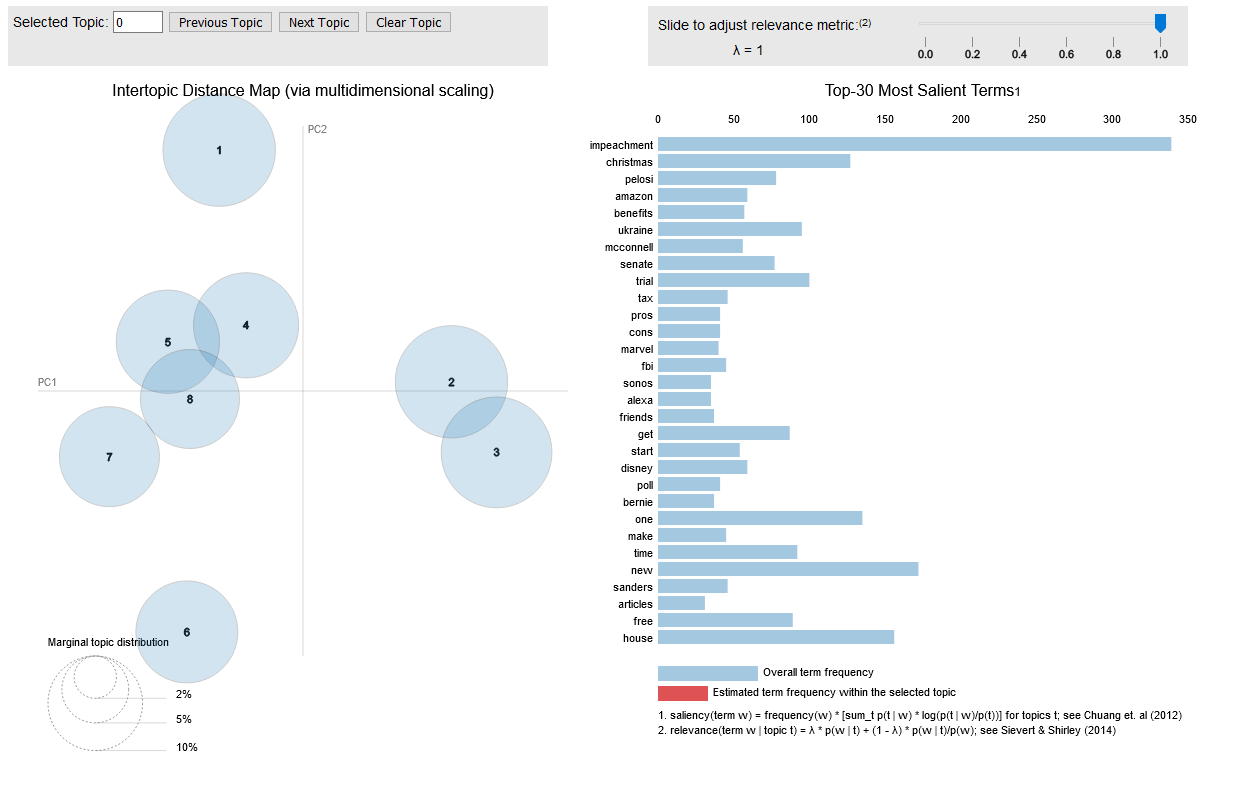 Selected Topic: 0 Previous Topic Next Topic Clear Topic
Slide to adjust relevance metric:(2)
λ = 1
0.0 0.2 0.4 0.6 0.8 1.0
Intertopic Distance Map (via multidimensional scaling)
PC2
PC1
1
4
5
2
8
3
7
6
Marginal topic distribution
2%
5%
10%
Top-30 Most Salient Terms1
0 50 100 150 200 250 300 350
impeachment
christmas
pelosi
amazon
benefits
ukraine
mcconnell
senate
trial
tax
pros
cons
marvel
fbi
sonos
alexa
friends
get
start
disney
poll
bernie
one
make
time
new
sanders
articles
free
house
Overall term frequency
Estimated term frequency within the selected topic
1. saliency(term w) = frequency(w) * [sum_t p(t | w) * log(p(t | w)/p(t))] for topics t; see Chuang et. al (2012)
2. relevance(term w | topic t) = λ * p(w | t) + (1 - λ) * p(w | t)/p(w); see Sievert & Shirley (2014)